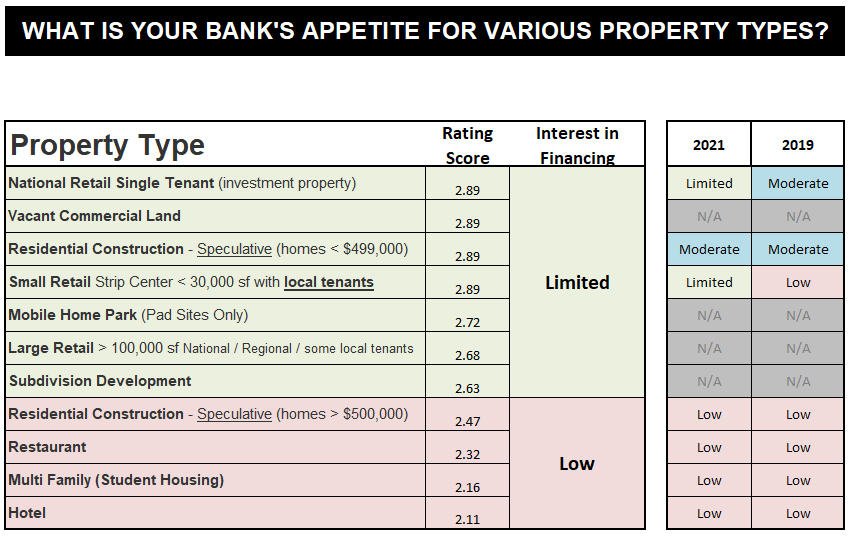 WHAT IS YOUR BANK'S APPETITE FOR VARIOUS PROPERTY TYPES?
Property Type Rating Score Interest in Financing 2021 2019
National Retail Single Tenant (investment property) 2.89 Limited Moderate
Vacant Commercial Land 2.89 N/A N/A
Residential Construction - Speculative (homes < $499,000) 2.89 Moderate Moderate
Small Retail Strip Center < 30,000 sf with local tenants 2.89 Limited Limited Low
Mobile Home Park (Pad Sites Only) 2.72 N/A N/A
Large Retail > 100,000 sf National / Regional / some local tenants 2.68 N/A N/A
Subdivision Development 2.63 N/A N/A
Residential Construction - Speculative (homes > $500,000) 2.47 Low Low
Restaurant 2.32 Low Low
Low
Multi Family (Student Housing) 2.16 Low Low
Hotel 2.11 Low Low